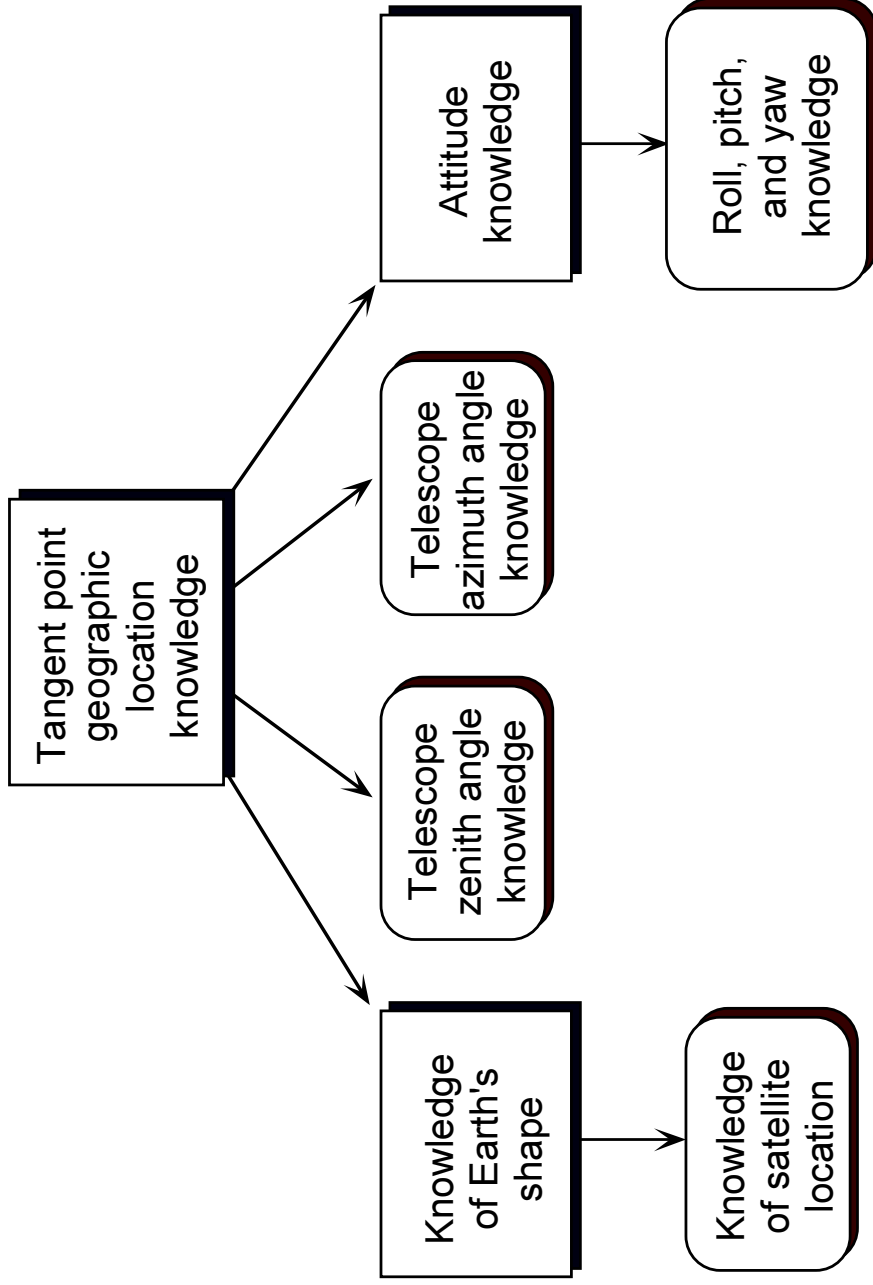 Tangent point
geographic
location
knowledge
Knowledge
of Earth's
shape
Telescope
zenith angle
knowledge
Telescope
azimuth angle
knowledge
Attitude
knowledge
Knowledge
of satellite
location
Roll, pitch,
and yaw
knowledge